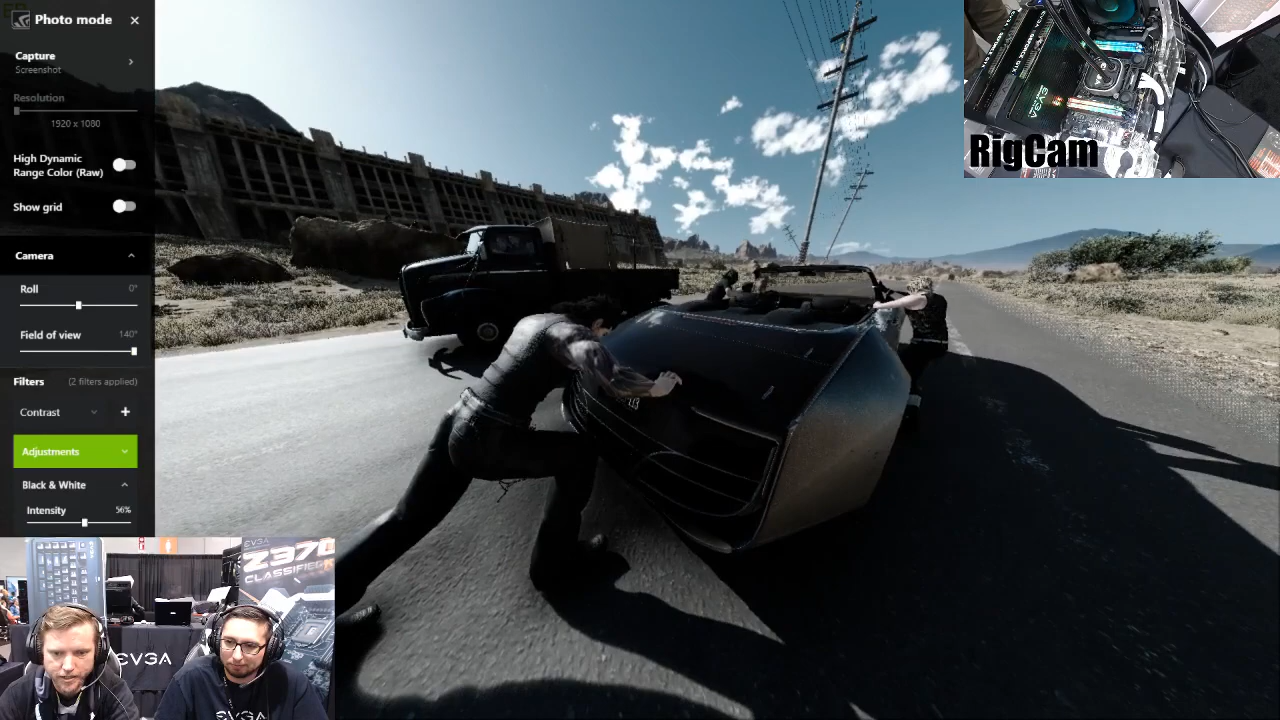 Photo mode
Capture
Screenshot
Resolution
1920 x 1080
High Dynamic
Range Color (Raw)
Show grid
Camera
Roll
0°
Field of view
140°
Filters
(2 filters applied)
Contrast
Adjustments
Black & White
Intensity
56%
RigCam
EVGA
EVGA
Z370
CLASSIFIED
EVGA
EVGA